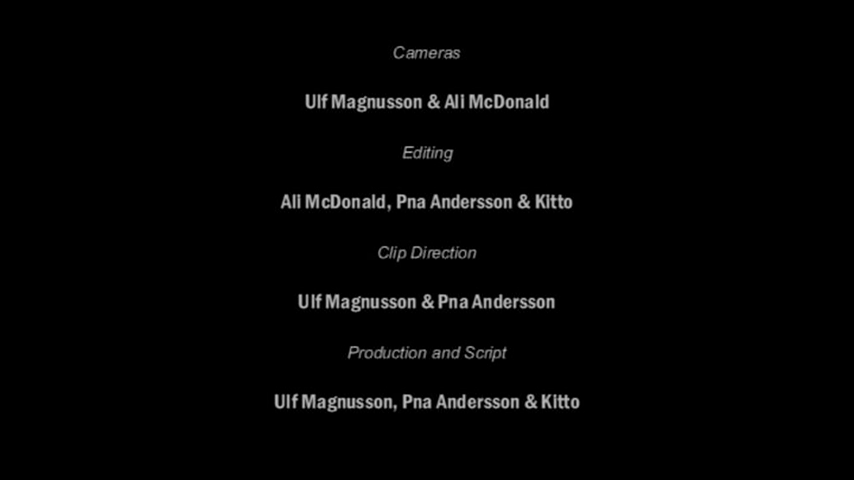 Cameras
Ulf Magnusson & Ali McDonald
Editing
Ali McDonald, Pna Andersson & Kitto
Clip Direction
Ulf Magnusson & Pna Andersson
Production and Script
Ulf Magnusson, Pna Andersson & Kitto